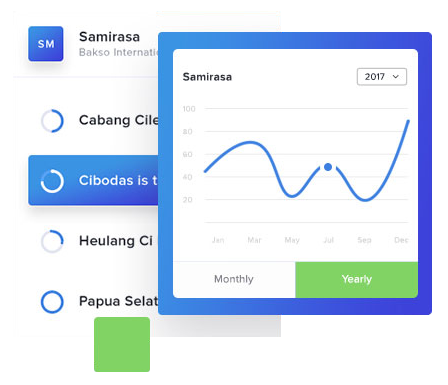 SM
Samirasa
Bakso Internatio
Cabang Cile
Cibodas is t
Heulang Ci
Papua Selat
Samirasa
2017
100
80
60
40
20
Jan
Mar
May
Jul
Sep
Dec
Monthly
Yearly